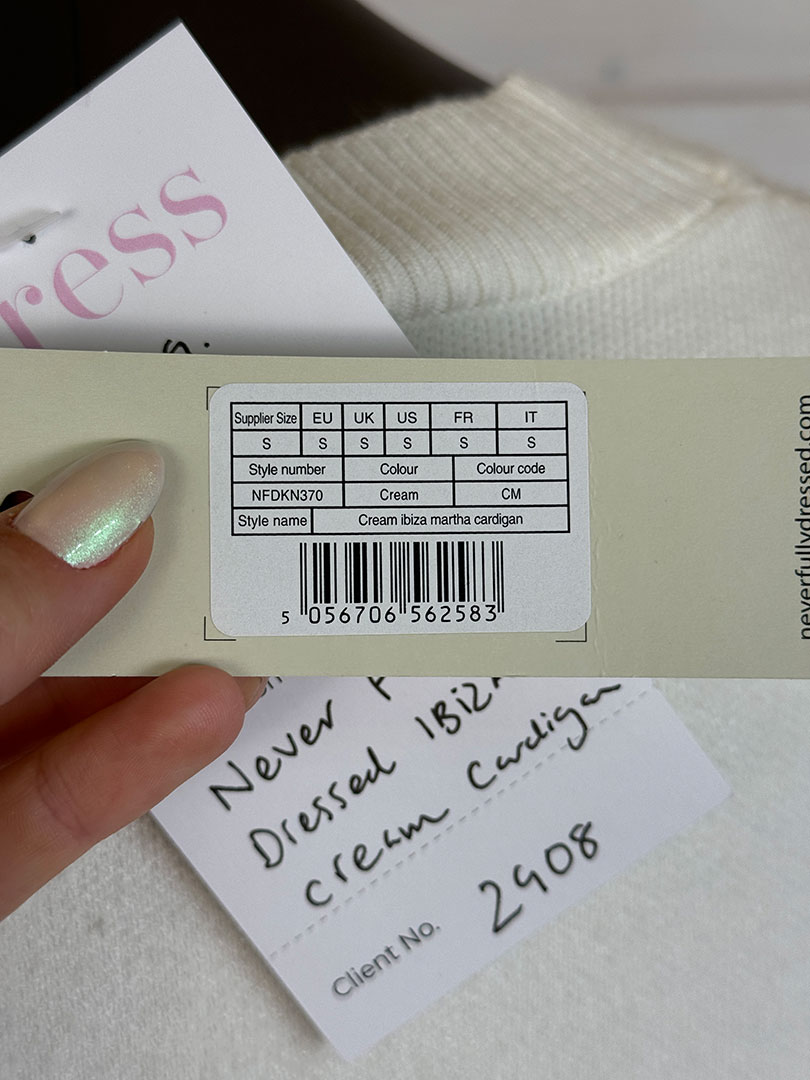 ress
Supplier Size EU UK US FR IT
S S S S S S
Style number Colour Colour code
NFDKN370 Cream CM
Style name Cream ibiza martha cardigan
5 056706 562583
neverfullydressed.com
Never
Dressed IBiZA
cream Cardigan
Client No. 2908